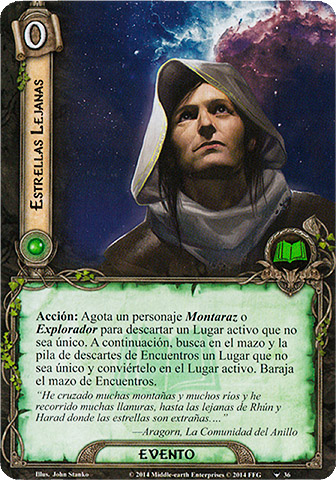 0
ESTRELLAS LEJANAS
Acción: Agota un personaje Montaraz o
Explorador para descartar un Lugar activo que no
sea único. A continuación, busca en el mazo y la
pila de descartes de Encuentros un Lugar que no
sea único y conviértelo en el Lugar activo. Baraja
el mazo de Encuentros.
“He cruzado muchas montañas y muchos ríos y he
recorrido muchas llanuras, hasta las lejanas de Rhûn y
Harad donde las estrellas son extrañas.…”
—Aragorn, La Comunidad del Anillo
EVENTO
Illus. John Stanko © 2014 Middle-earth Enterprises © 2014 FFG 36